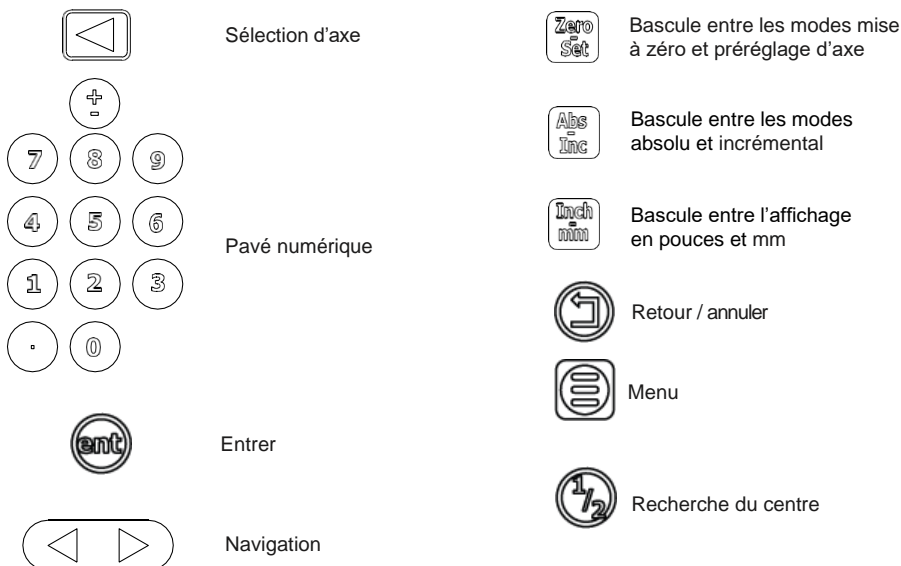 Sélection d'axe
+
-
7 8 9
4 5 6
Pavé numérique
1 2 3
. 0
ent
Entrer
Navigation
Zero
Set
Bascule entre les modes mise
à zéro et préréglage d'axe
Abs
Inc
Bascule entre les modes
absolu et incrémental
Inch
mm
Bascule entre l'affichage
en pouces et mm
Retour / annuler
Menu
1/2
Recherche du centre